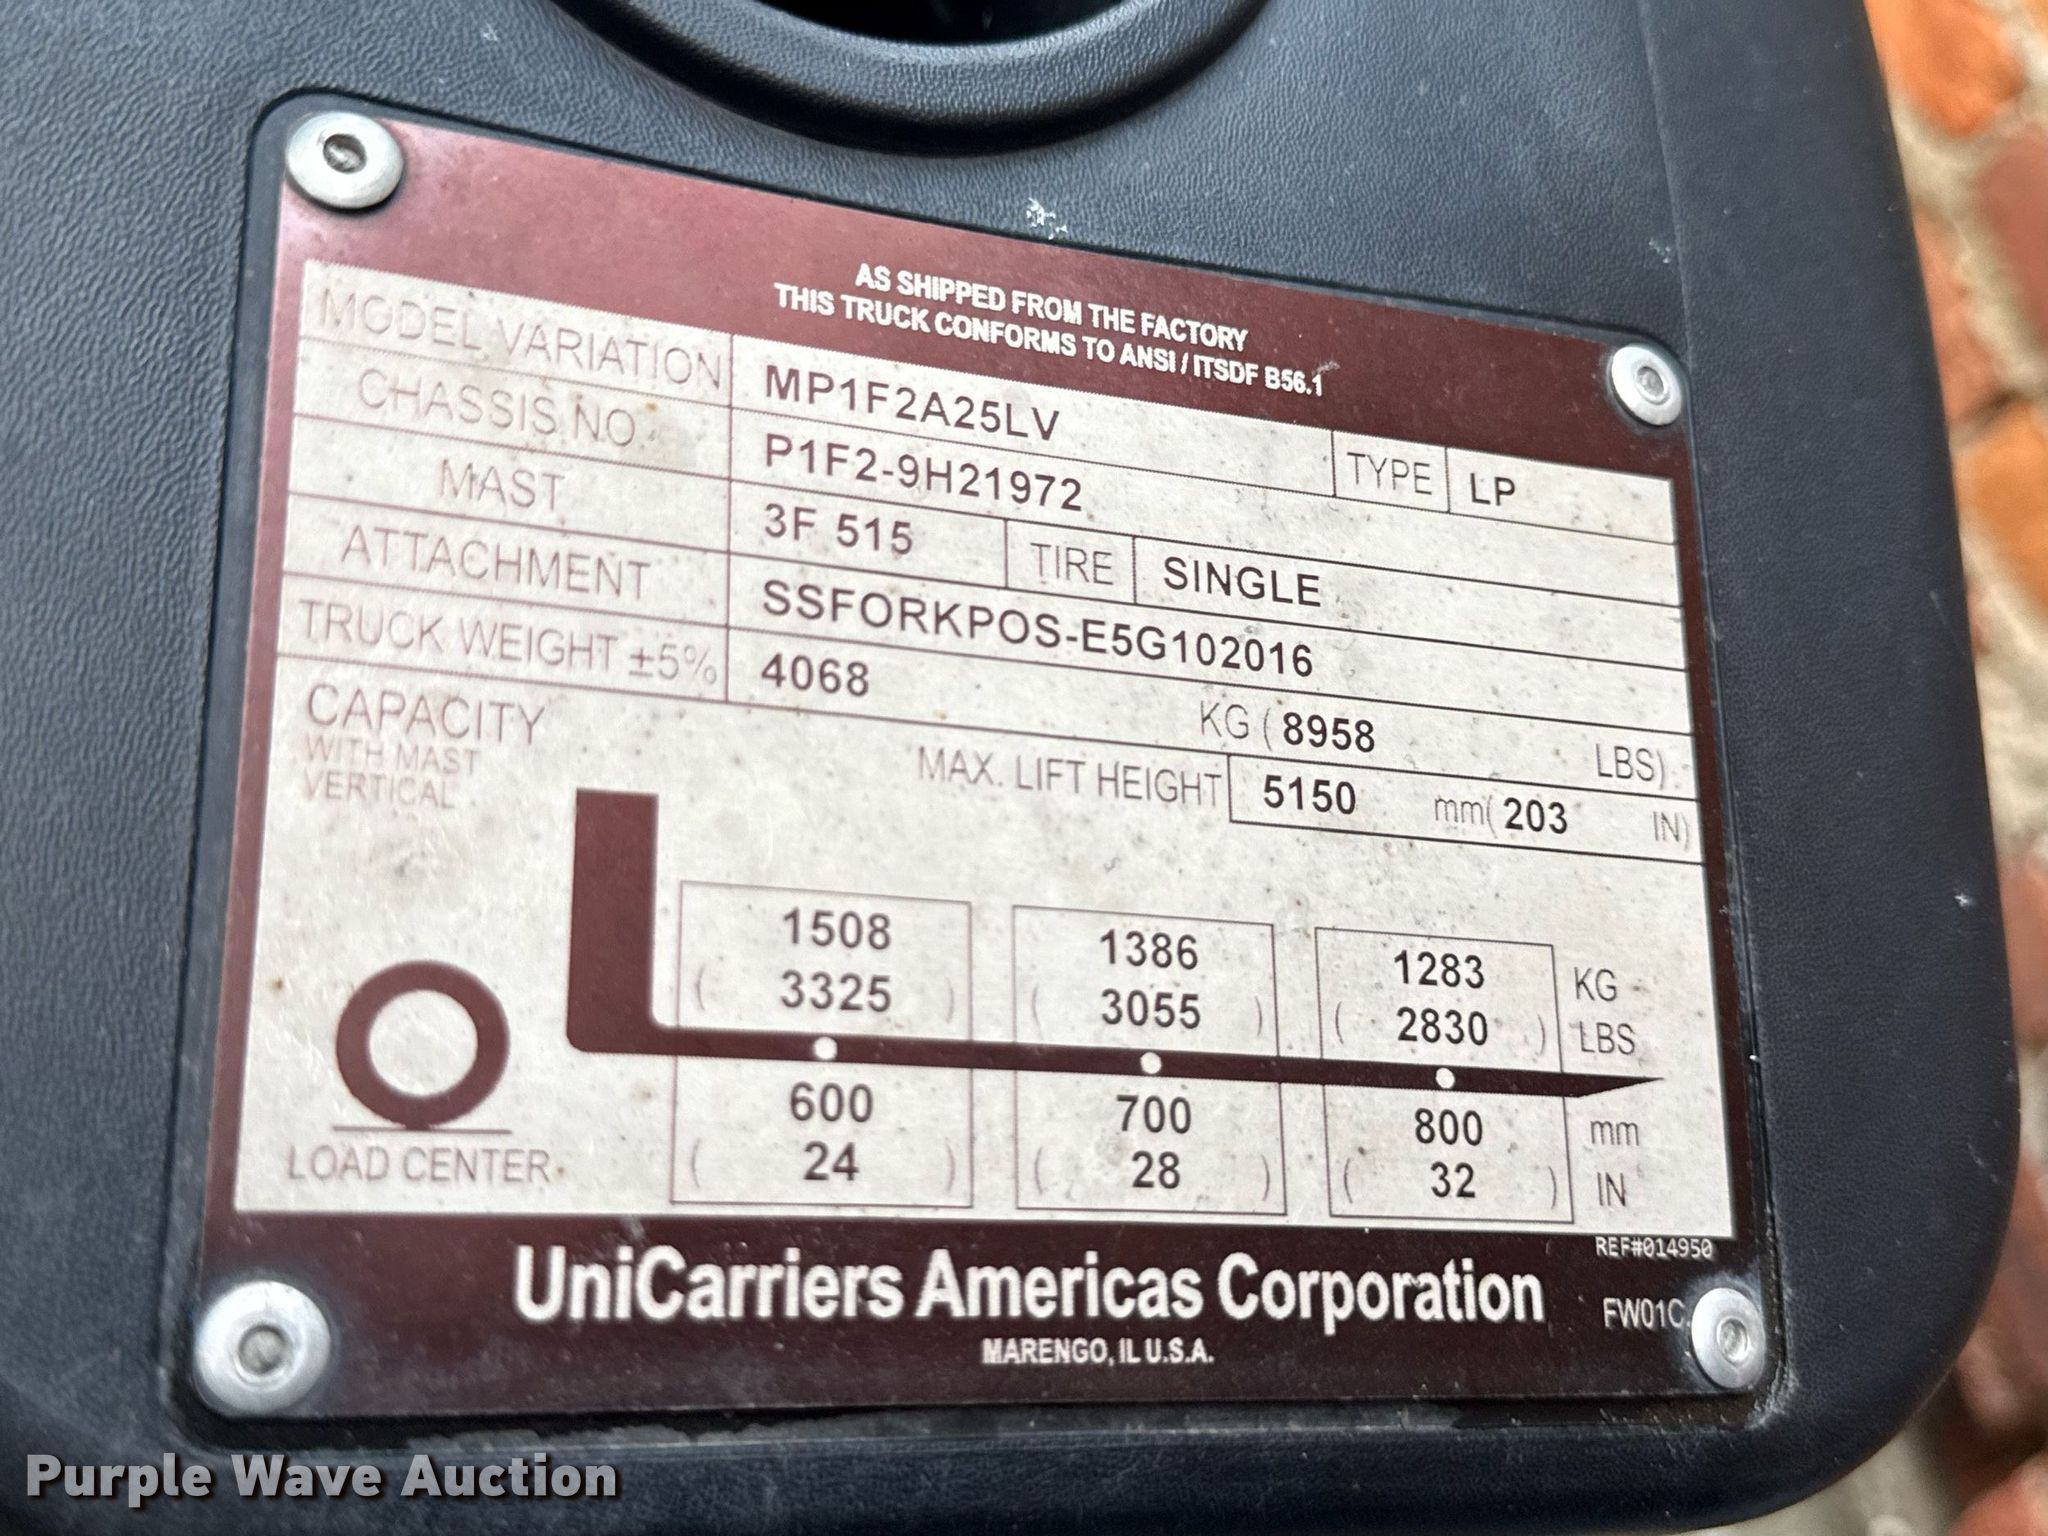 AS SHIPPED FROM THE FACTORY
THIS TRUCK CONFORMS TO ANSI / ITSDF B56.1
MODEL VARIATION MP1F2A25LV TYPE LP
CHASSIS NO P1F2-9H21972
MAST 3F 515 TIRE SINGLE
ATTACHMENT SSFORKPOS-E5G102016
TRUCK WEIGHT ±5% 4068 KG ( 8958 LBS)
CAPACITY
WITH MAST
VERTICAL
MAX. LIFT HEIGHT 5150 mm( 203 IN)
1508 1386 1283 KG
( 3325 ) ( 3055 ) ( 2830 ) LBS
600 700 800 mm
( 24 ) ( 28 ) ( 32 ) IN
LOAD CENTER
REF#014950
UniCarriers Americas Corporation FW01C
MARENGO, IL U.S.A.
Purple Wave Auction